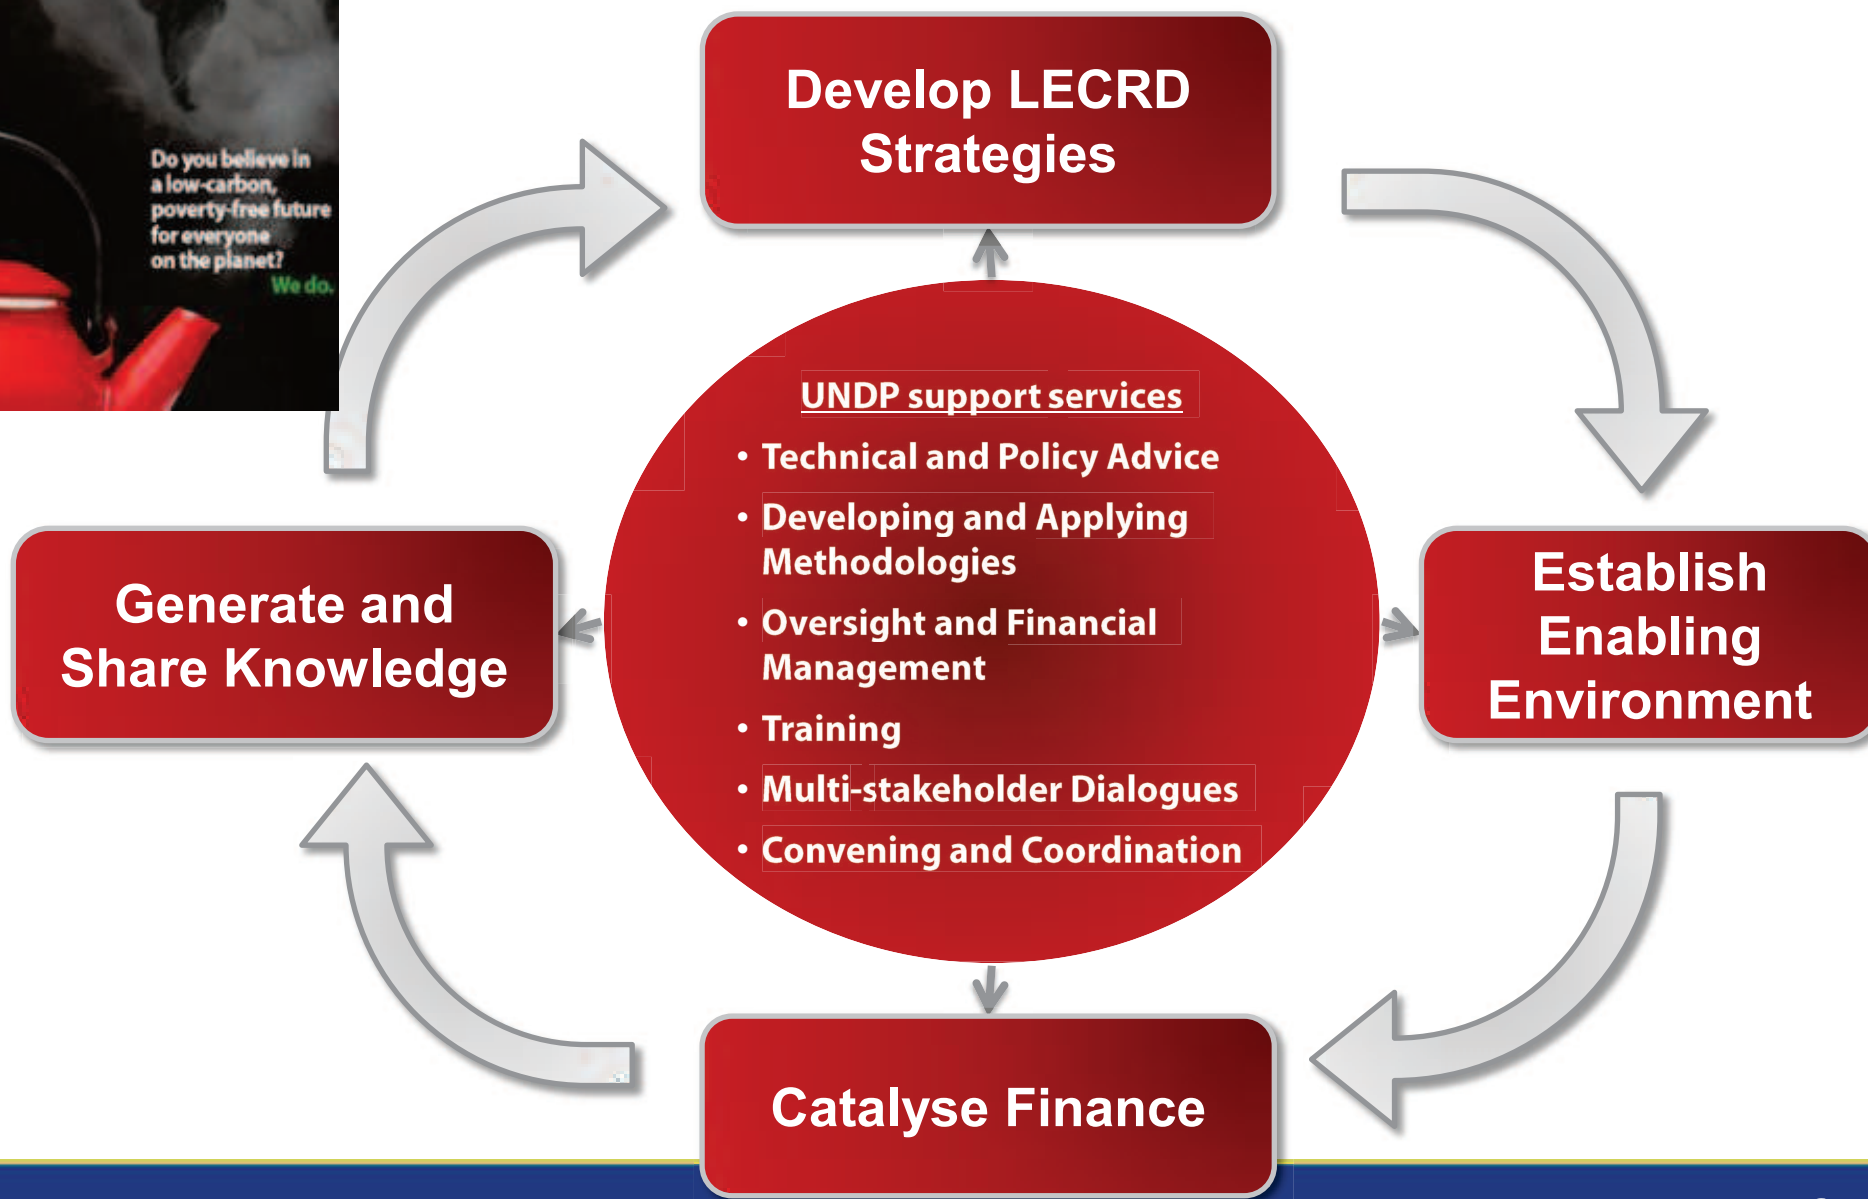 Do you believe in
a low-carbon,
poverty-free future
for everyone
on the planet?
We do.
Develop LECRD
Strategies
UNDP support services
• Technical and Policy Advice
• Developing and Applying
Methodologies
• Oversight and Financial
Management
• Training
• Multi-stakeholder Dialogues
• Convening and Coordination
Generate and
Share Knowledge
Establish
Enabling
Environment
Catalyse Finance